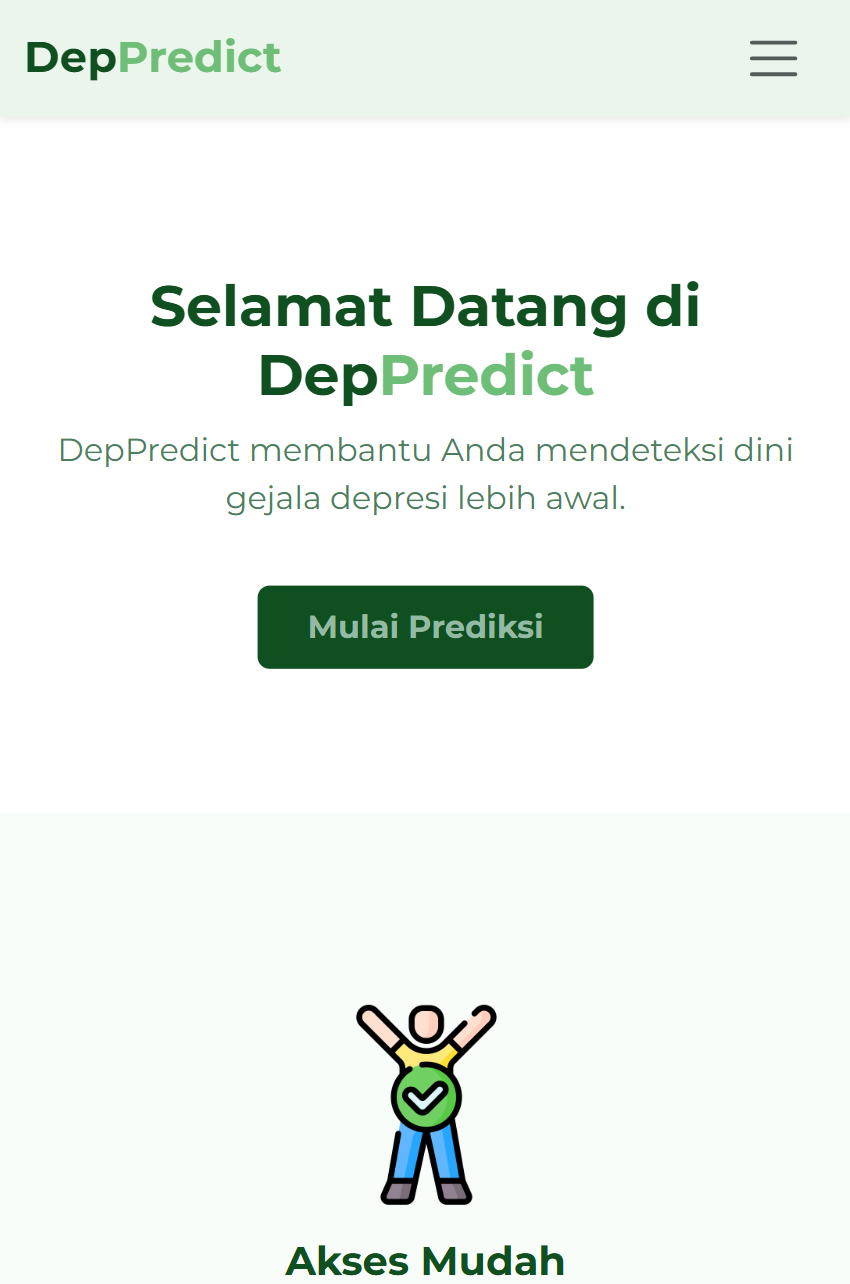 DepPredict
Selamat Datang di
DepPredict
DepPredict membantu Anda mendeteksi dini
gejala depresi lebih awal.
Mulai Prediksi
Akses Mudah